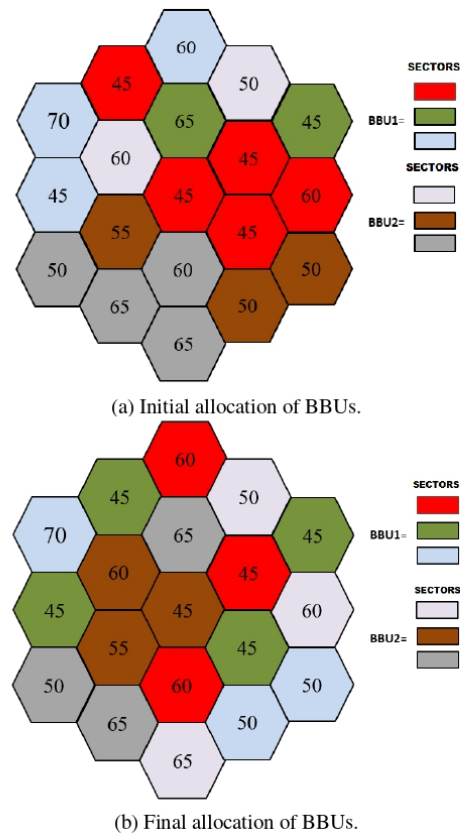 60
SECTORS
45 50
70 65 45 BBU1=
60 45
SECTORS
45 45 60
BBU2=
55 45
50 60 50
65 50
65
(a) Initial allocation of BBUs.
60
SECTORS
45 50
70 65 45 BBU1=
60 45
SECTORS
45 45 60
BBU2=
55 45
50 60 50
65 50
65
(b) Final allocation of BBUs.